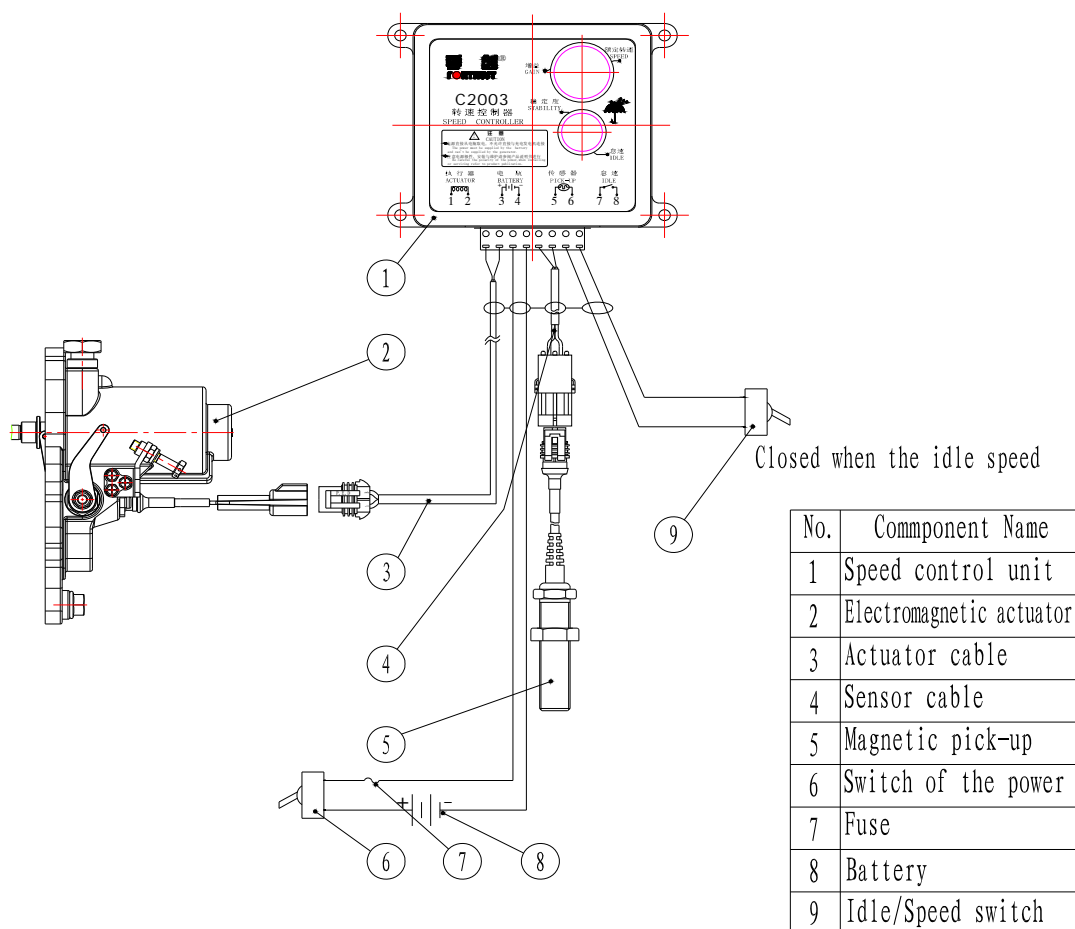 额定转速
SPEED
增益
GAIN
FORTRUST
C2003
转速控制器
SPEED CONTROLLER
稳定度
STABILITY
怠速
IDLE
注意
CAUTION
执行器
ACTUATOR
1 2
电瓶
BATTERY
+ -
3 4
传感器
PICK-UP
5 6
怠速
IDLE
7 8
1
2
3
4
5
6
7
8
9
+ −
Closed when the idle speed
No. Commponent Name
1 Speed control unit
2 Electromagnetic actuator
3 Actuator cable
4 Sensor cable
5 Magnetic pick-up
6 Switch of the power
7 Fuse
8 Battery
9 Idle/Speed switch